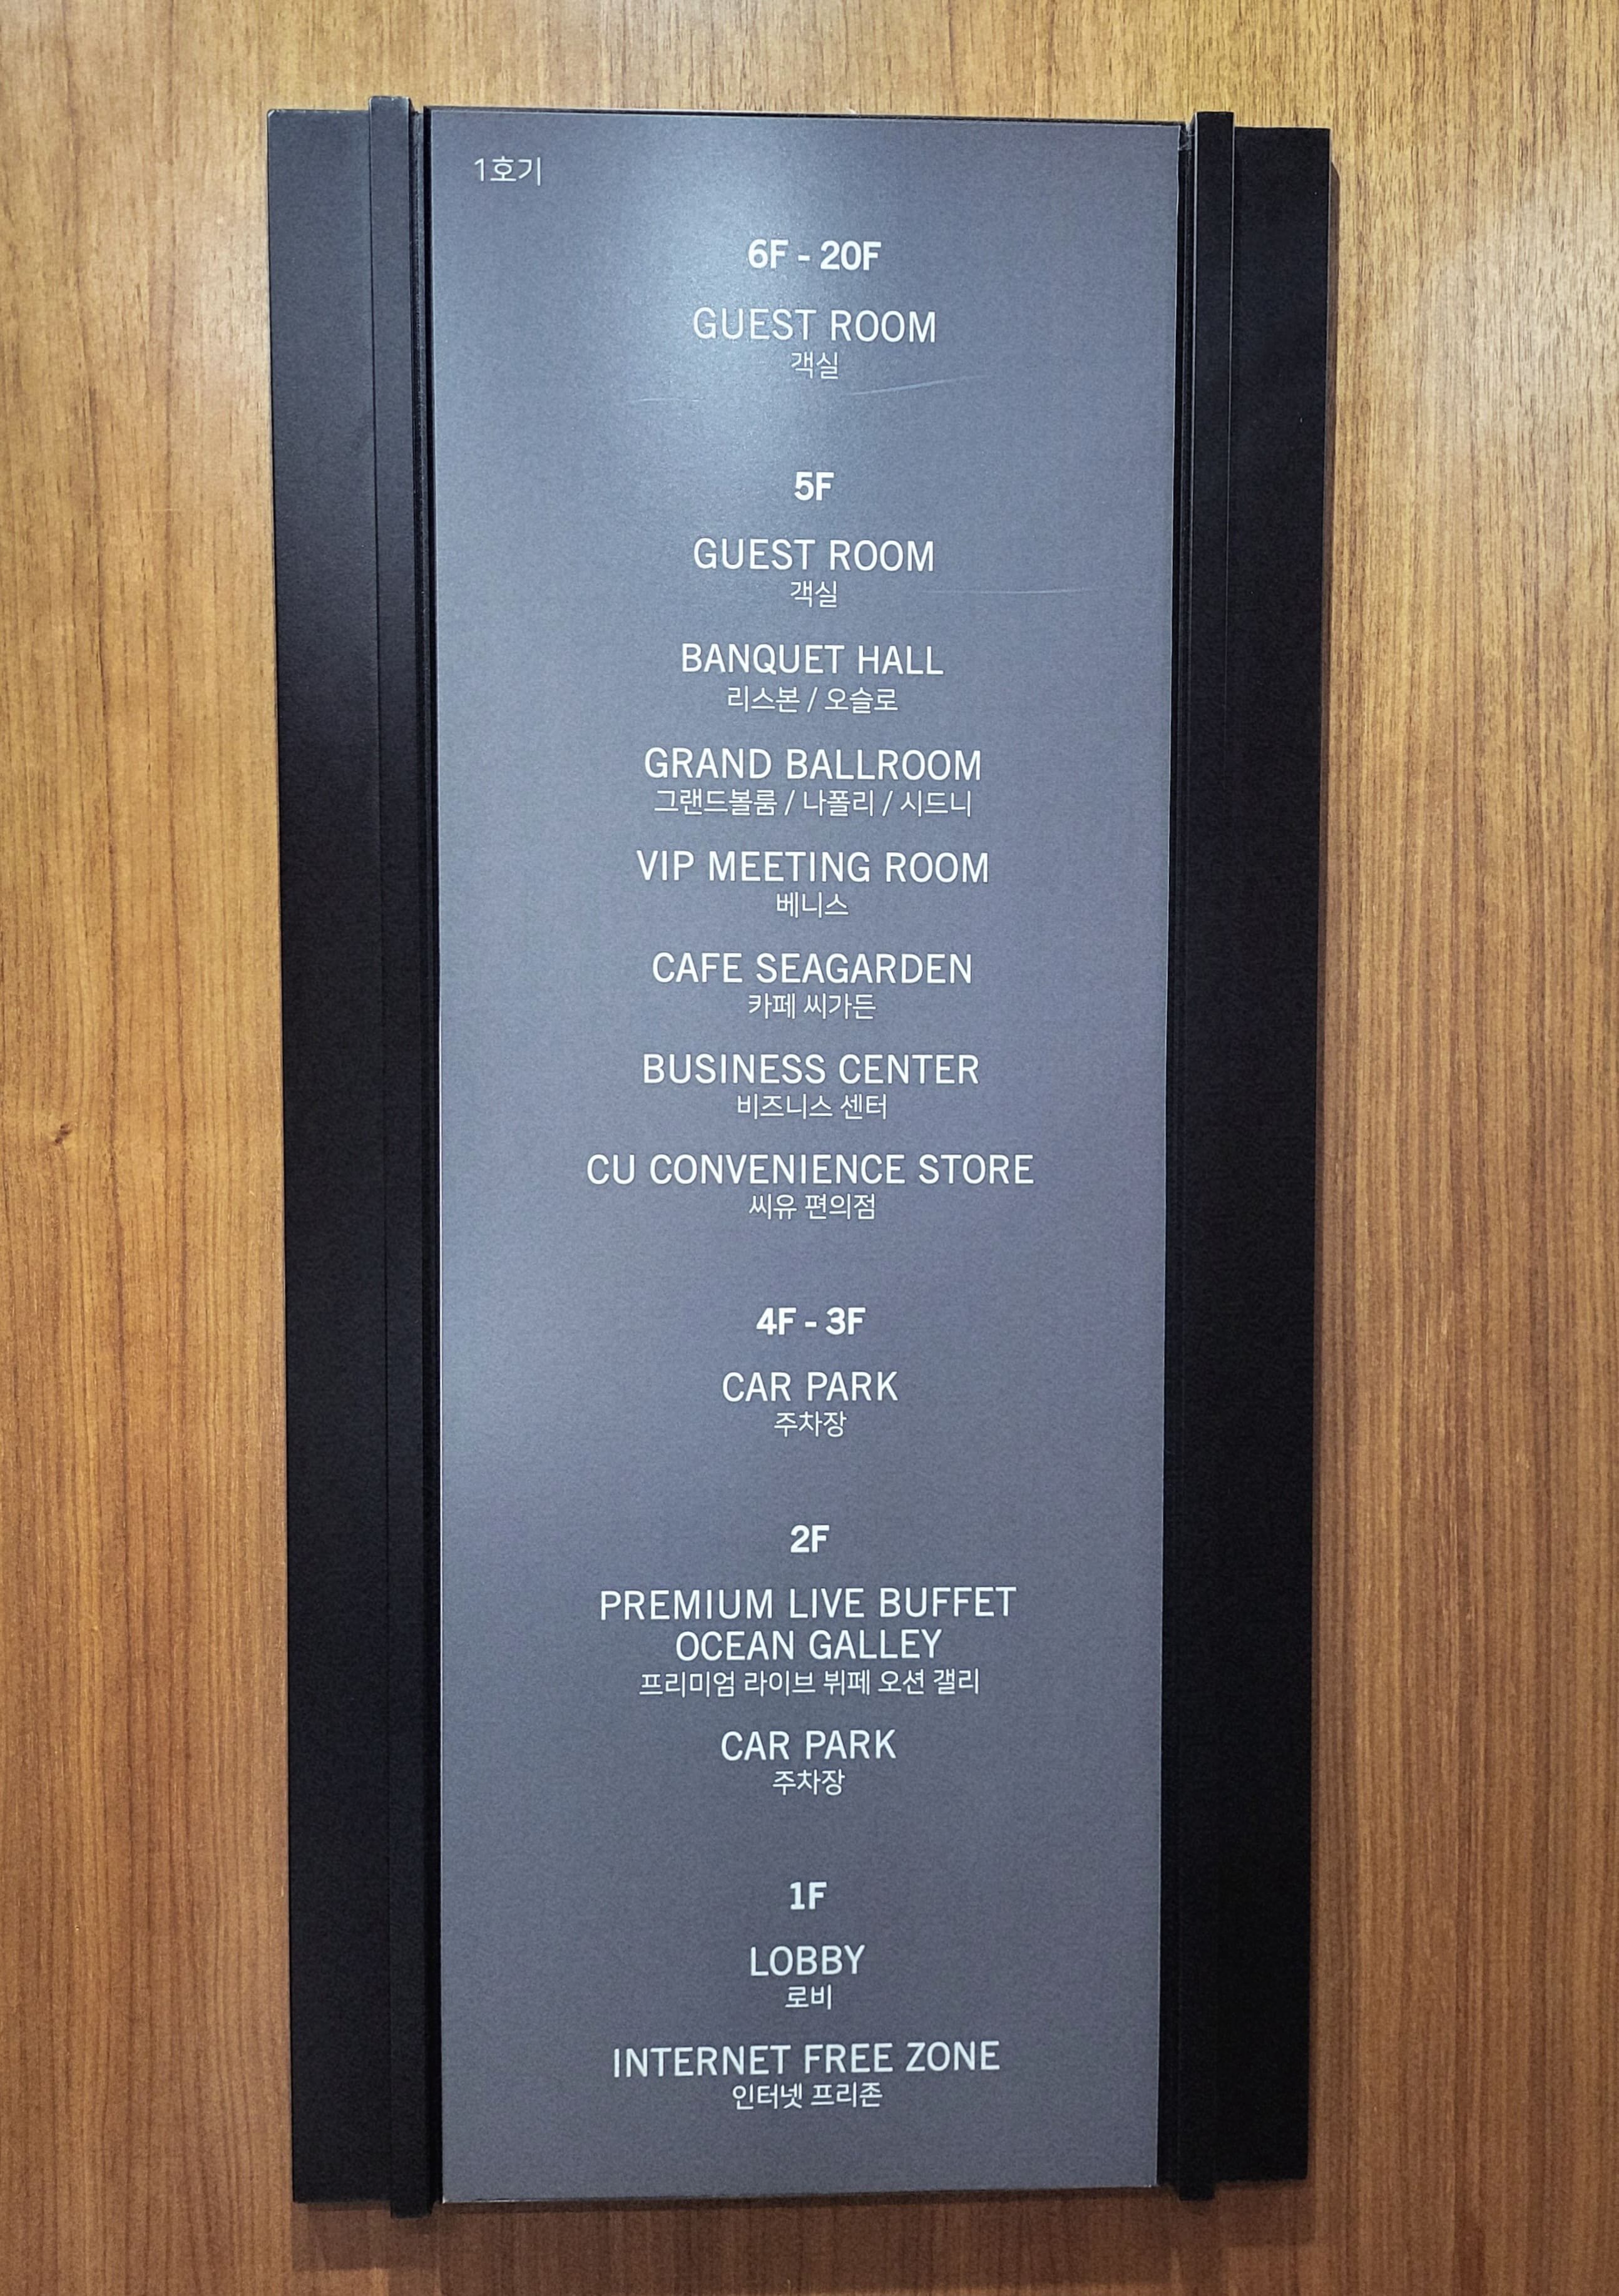 1호기
6F - 20F
GUEST ROOM
객실
5F
GUEST ROOM
객실
BANQUET HALL
리스본 / 오슬로
GRAND BALLROOM
그랜드볼룸 / 나폴리 / 시드니
VIP MEETING ROOM
베니스
CAFE SEAGARDEN
카페 씨가든
BUSINESS CENTER
비즈니스 센터
CU CONVENIENCE STORE
씨유 편의점
4F - 3F
CAR PARK
주차장
2F
PREMIUM LIVE BUFFET
OCEAN GALLEY
프리미엄 라이브 뷔페 오션 갤리
CAR PARK
주차장
1F
LOBBY
로비
INTERNET FREE ZONE
인터넷 프리존